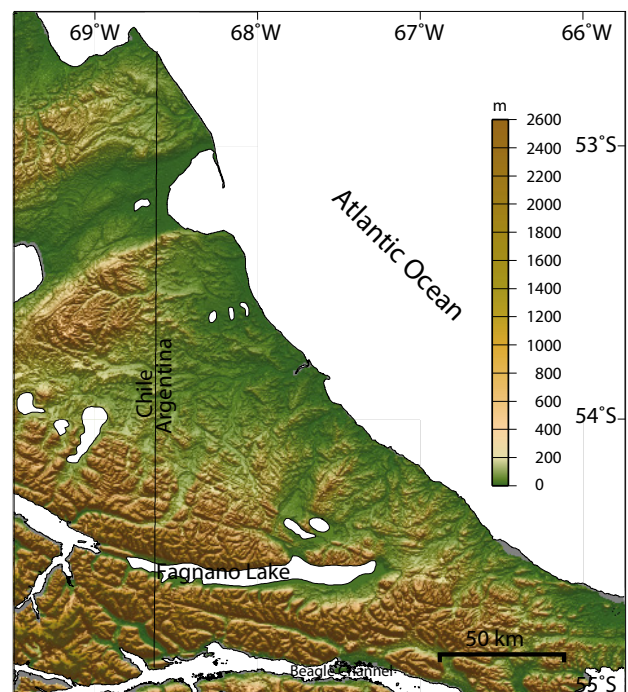 69°W 68°W 67°W 66°W
m
2600
2400
2200
2000
1800
1600
1400
1200
1000
800
600
400
200
0
53°S
Atlantic Ocean
Chile
Argentina
54°S
Fagnano Lake
50 km
Beagle Channel
55°S